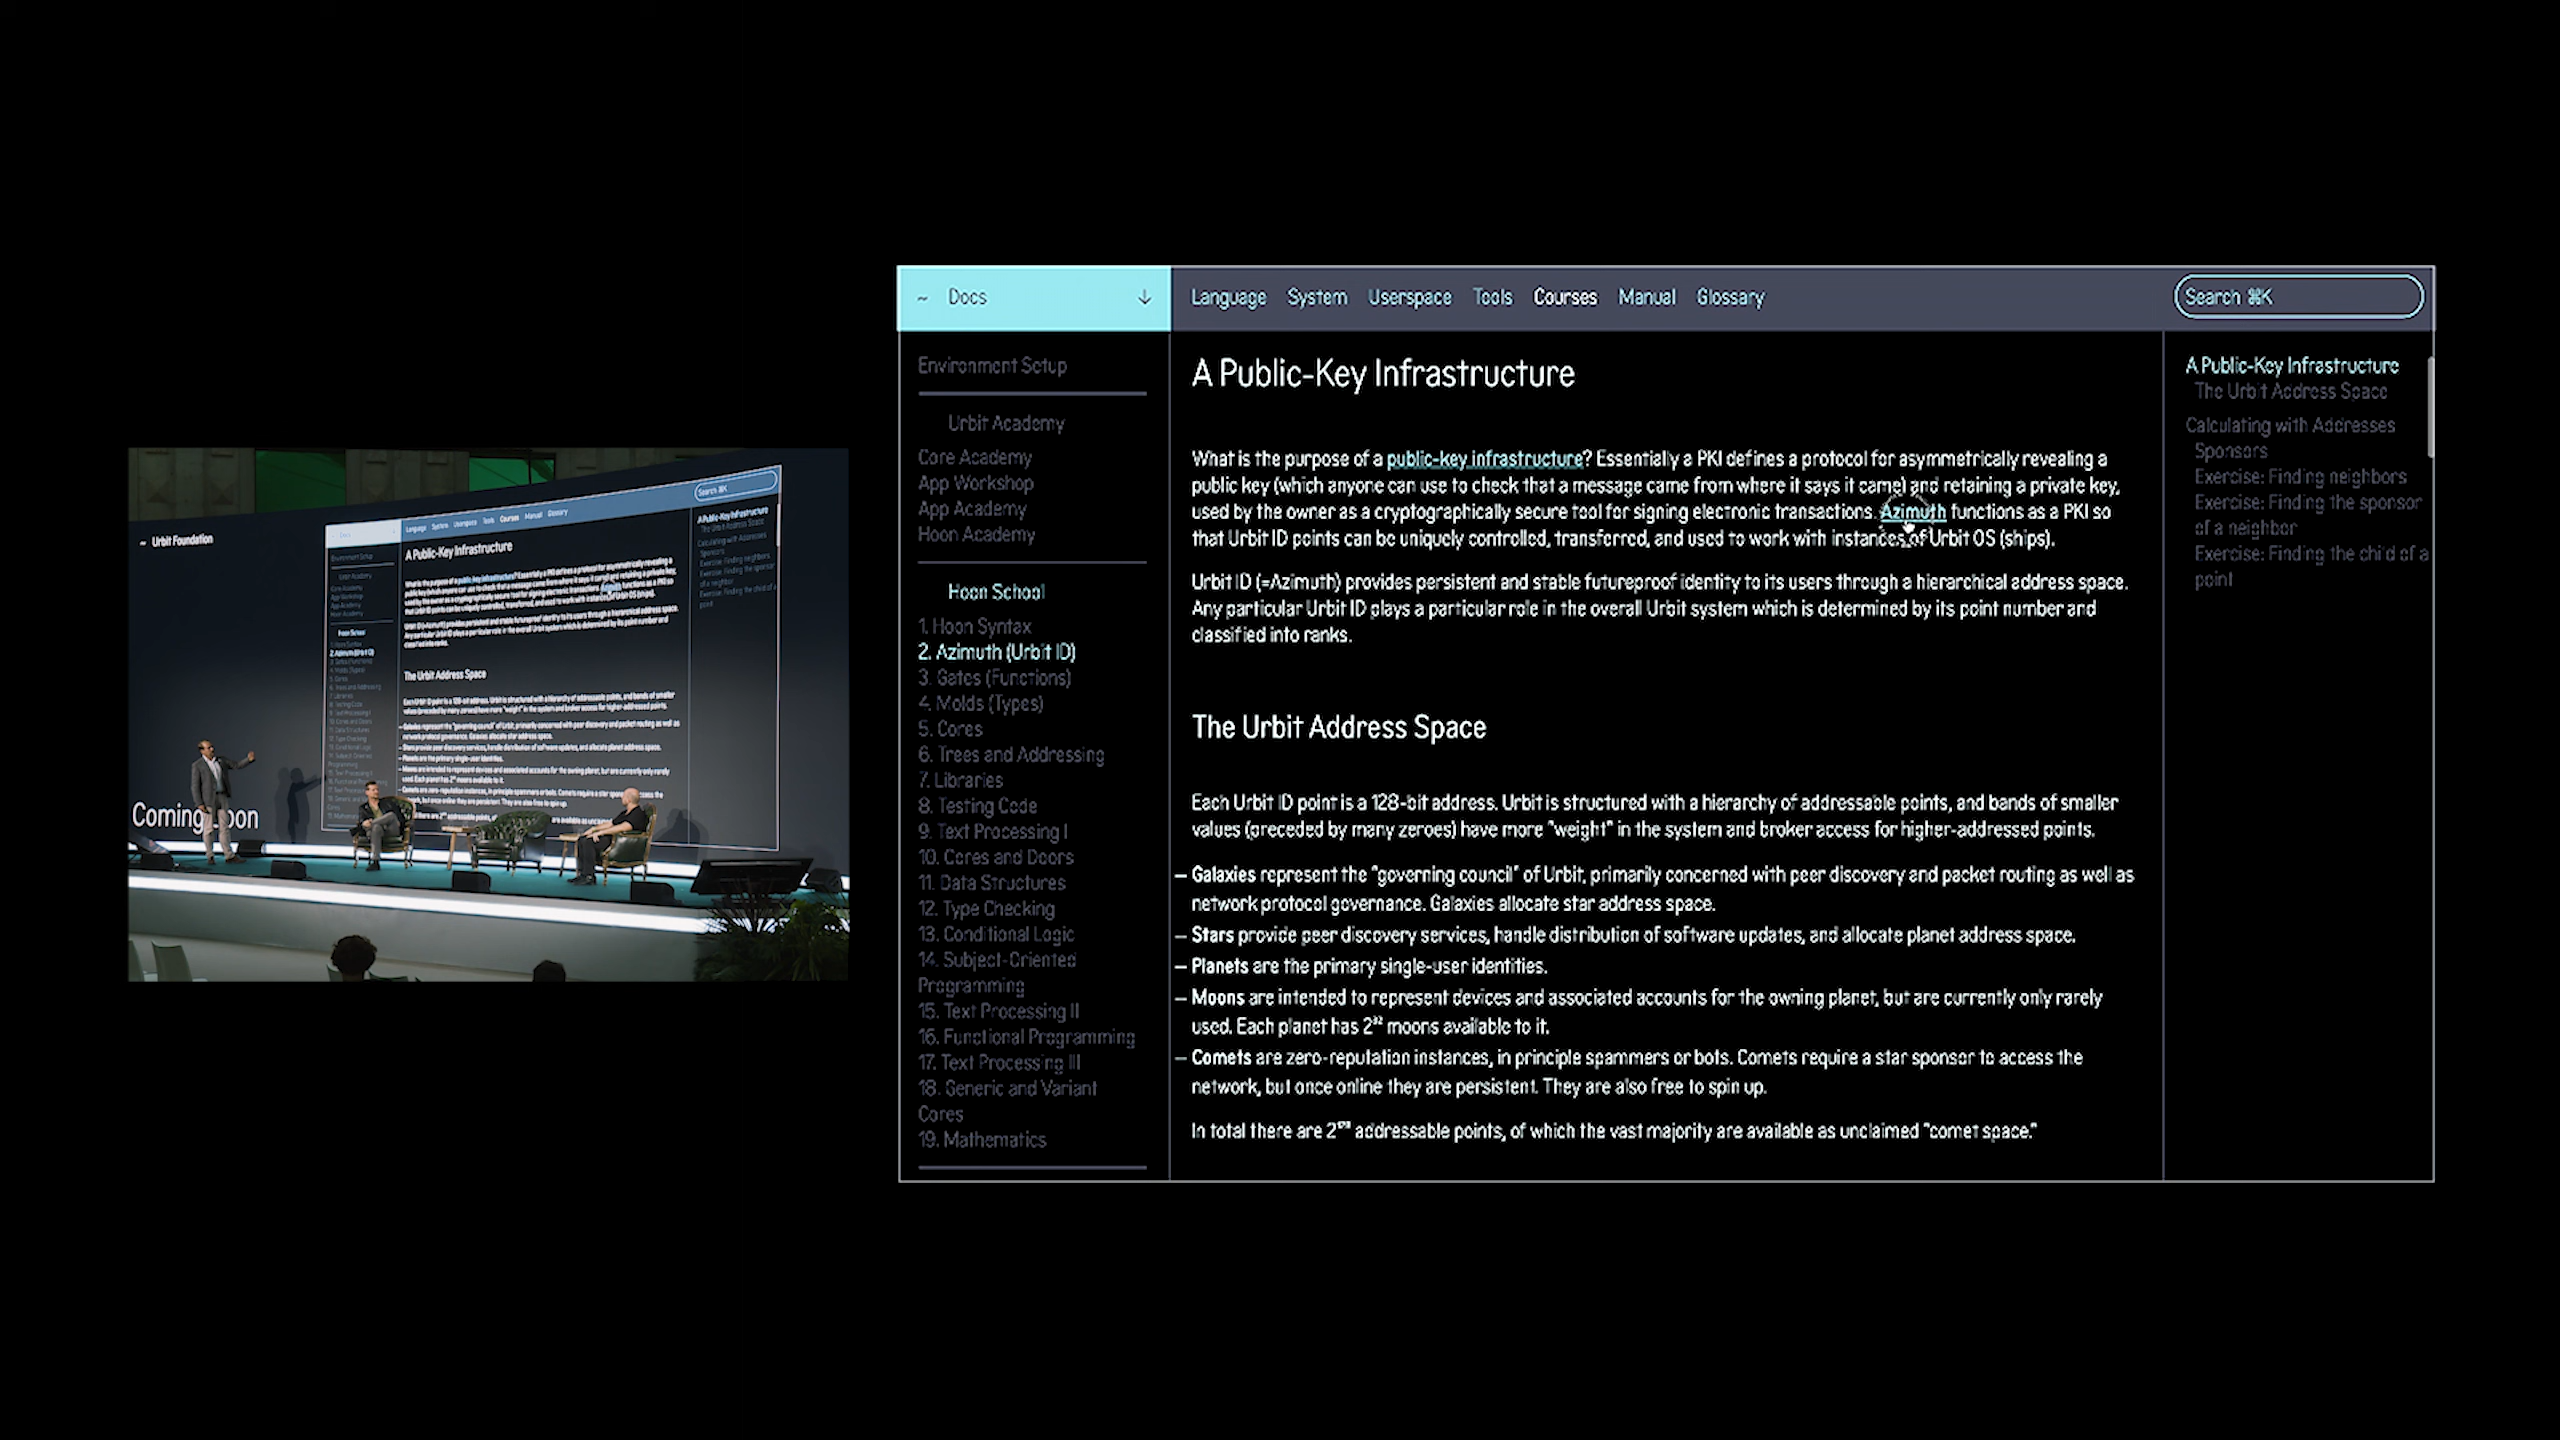 ~ Docs ↓
Language System Userspace Tools Courses Manual Glossary
Search ⌘K
Environment Setup
Urbit Academy
Core Academy
App Workshop
App Academy
Hoon Academy
Hoon School
1. Hoon Syntax
2. Azimuth (Urbit ID)
3. Gates (Functions)
4. Molds (Types)
5. Cores
6. Trees and Addressing
7. Libraries
8. Testing Code
9. Text Processing I
10. Cores and Doors
11. Data Structures
12. Type Checking
13. Conditional Logic
14. Subject-Oriented
Programming
15. Text Processing II
16. Functional Programming
17. Text Processing III
18. Generic and Variant
Cores
19. Mathematics
A Public-Key Infrastructure
What is the purpose of a public-key infrastructure? Essentially a PKI defines a protocol for asymmetrically revealing a
public key (which anyone can use to check that a message came from where it says it came) and retaining a private key,
used by the owner as a cryptographically secure tool for signing electronic transactions. Azimuth functions as a PKI so
that Urbit ID points can be uniquely controlled, transferred, and used to work with instances of Urbit OS (ships).
Urbit ID (=Azimuth) provides persistent and stable futureproof identity to its users through a hierarchical address space.
Any particular Urbit ID plays a particular role in the overall Urbit system which is determined by its point number and
classified into ranks.
The Urbit Address Space
Each Urbit ID point is a 128-bit address. Urbit is structured with a hierarchy of addressable points, and bands of smaller
values (preceded by many zeroes) have more "weight" in the system and broker access for higher-addressed points.
– Galaxies represent the "governing council" of Urbit, primarily concerned with peer discovery and packet routing as well as
network protocol governance. Galaxies allocate star address space.
– Stars provide peer discovery services, handle distribution of software updates, and allocate planet address space.
– Planets are the primary single-user identities.
– Moons are intended to represent devices and associated accounts for the owning planet, but are currently only rarely
used. Each planet has 2³² moons available to it.
– Comets are zero-reputation instances, in principle spammers or bots. Comets require a star sponsor to access the
network, but once online they are persistent. They are also free to spin up.
In total there are 2¹²⁸ addressable points, of which the vast majority are available as unclaimed "comet space."
A Public-Key Infrastructure
The Urbit Address Space
Calculating with Addresses
Sponsors
Exercise: Finding neighbors
Exercise: Finding the sponsor
of a neighbor
Exercise: Finding the child of a
point
~ Urbit Foundation
Coming Soon